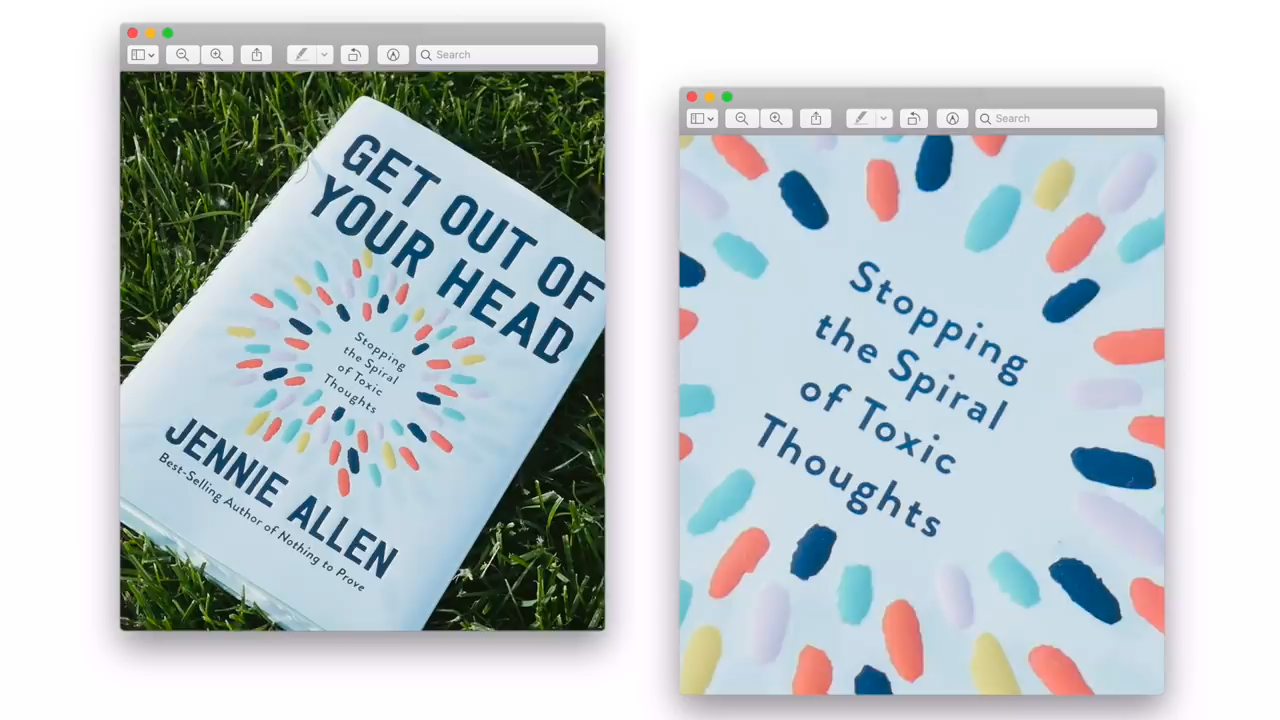 Search
GET OUT OF
YOUR HEAD
Stopping
the Spiral
of Toxic
Thoughts
JENNIE ALLEN
Best-Selling Author of Nothing to Prove
Search
Stopping
the Spiral
of Toxic
Thoughts